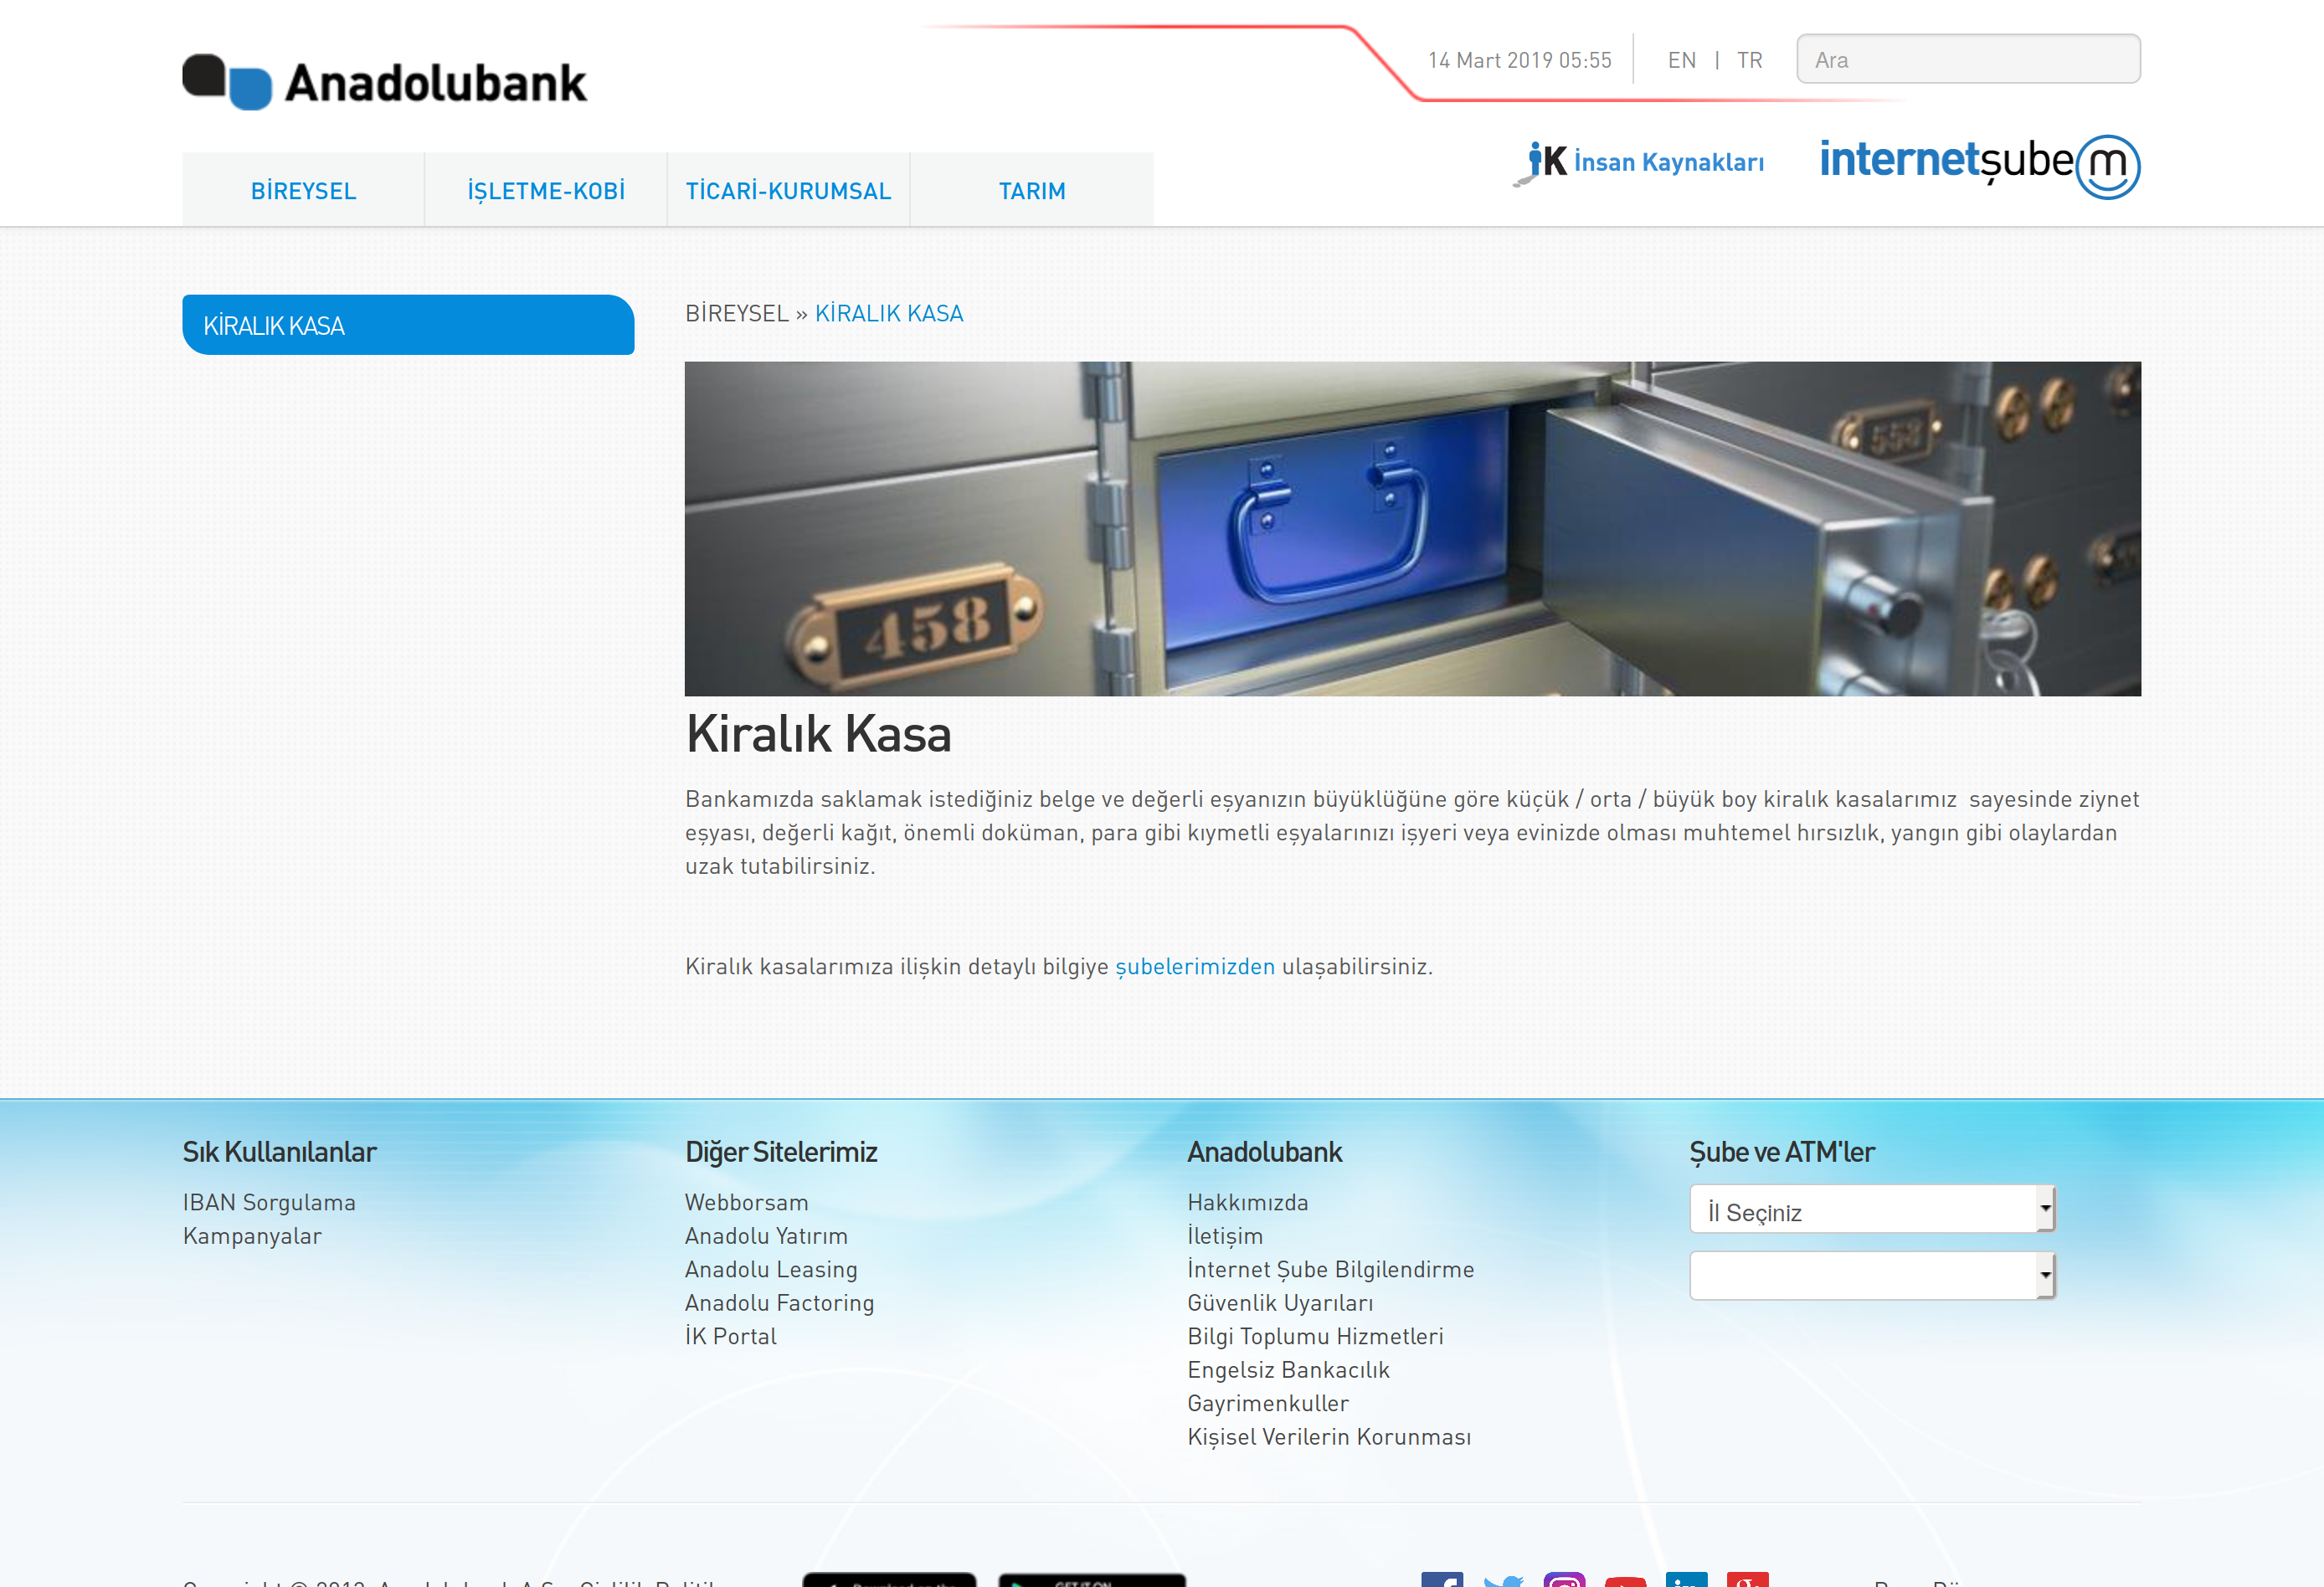 Anadolubank
14 Mart 2019 05:55
EN | TR
Ara
BİREYSEL
İŞLETME-KOBİ
TİCARİ-KURUMSAL
TARIM
iK İnsan Kaynakları
internetşube m
KİRALIK KASA
BİREYSEL » KİRALIK KASA
458
558
Kiralık Kasa
Bankamızda saklamak istediğiniz belge ve değerli eşyanızın büyüklüğüne göre küçük / orta / büyük boy kiralık kasalarımız sayesinde ziynet
eşyası, değerli kağıt, önemli doküman, para gibi kıymetli eşyalarınızı işyeri veya evinizde olması muhtemel hırsızlık, yangın gibi olaylardan
uzak tutabilirsiniz.
Kiralık kasalarımıza ilişkin detaylı bilgiye şubelerimizden ulaşabilirsiniz.
Sık Kullanılanlar
IBAN Sorgulama
Kampanyalar
Diğer Sitelerimiz
Webborsam
Anadolu Yatırım
Anadolu Leasing
Anadolu Factoring
İK Portal
Anadolubank
Hakkımızda
İletişim
İnternet Şube Bilgilendirme
Güvenlik Uyarıları
Bilgi Toplumu Hizmetleri
Engelsiz Bankacılık
Gayrimenkuller
Kişisel Verilerin Korunması
Şube ve ATM'ler
İl Seçiniz
GET IT ON